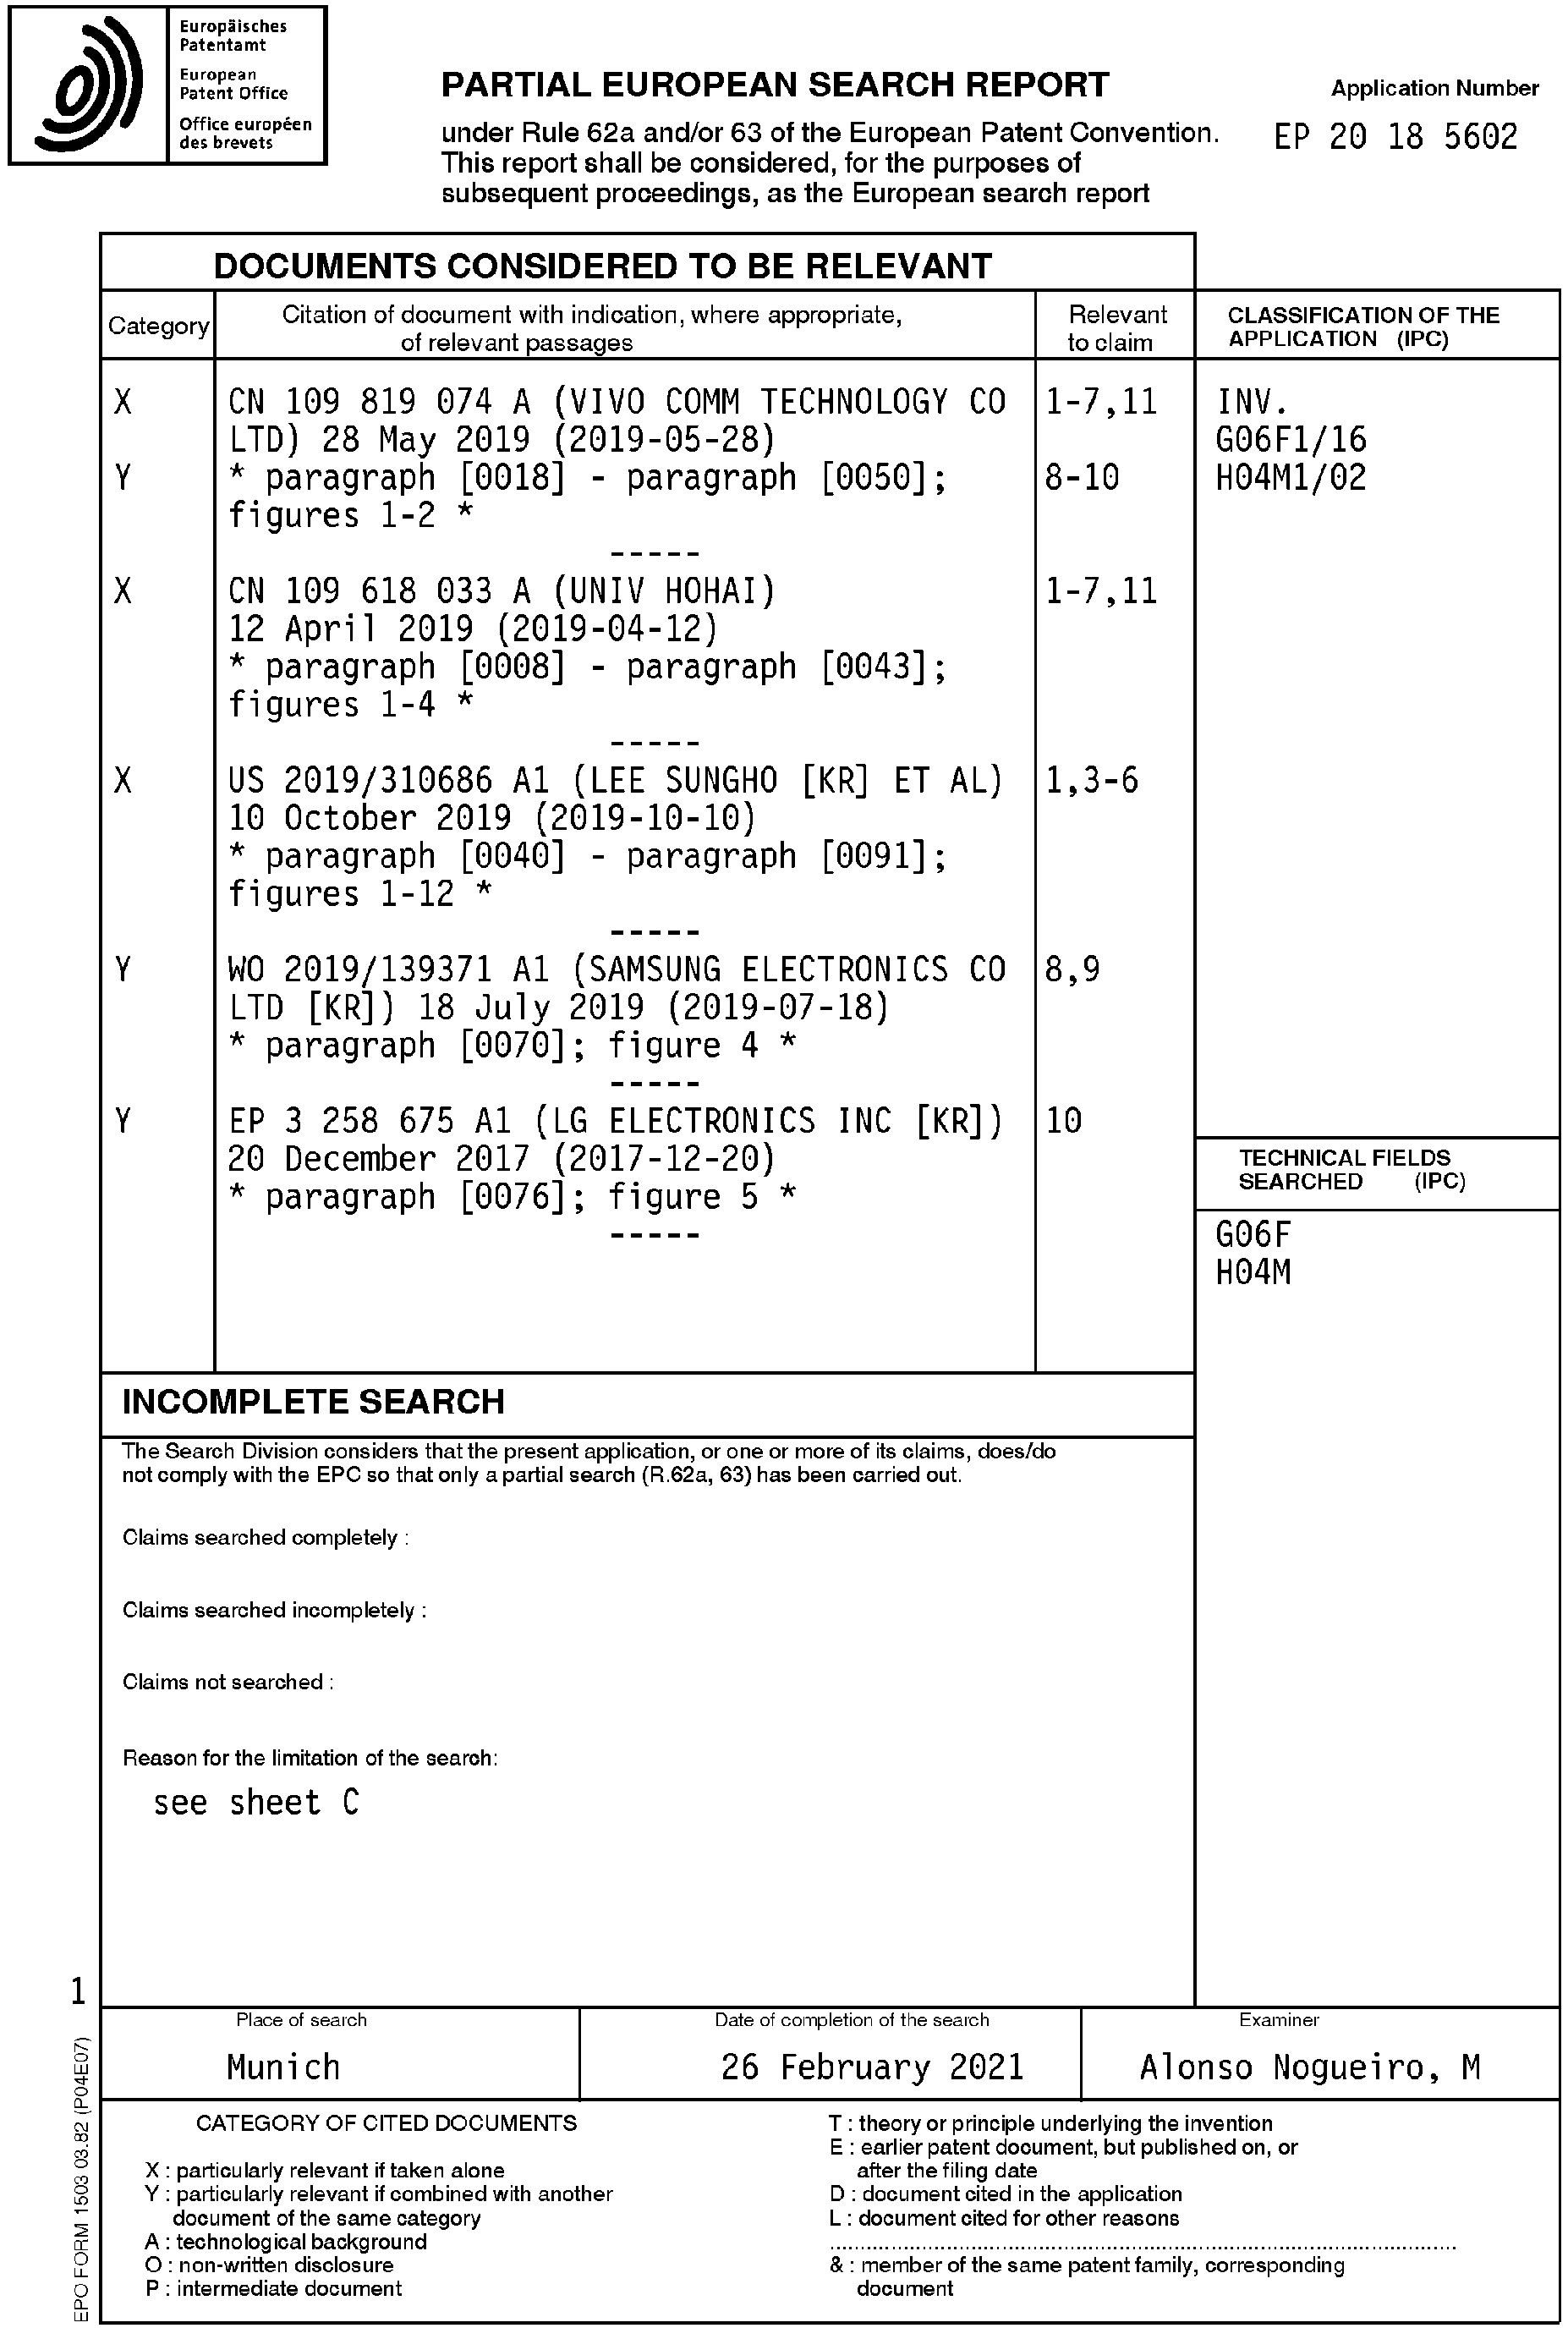 Europäisches
Patentamt
European
Patent Office
Office européen
des brevets
PARTIAL EUROPEAN SEARCH REPORT
under Rule 62a and/or 63 of the European Patent Convention.
This report shall be considered, for the purposes of
subsequent proceedings, as the European search report
Application Number
EP 20 18 5602
DOCUMENTS CONSIDERED TO BE RELEVANT
Category
Citation of document with indication, where appropriate,
of relevant passages
Relevant
to claim
CLASSIFICATION OF THE
APPLICATION (IPC)
X CN 109 819 074 A (VIVO COMM TECHNOLOGY CO 1-7,11
LTD) 28 May 2019 (2019-05-28)
Y * paragraph [0018] - paragraph [0050]; 8-10
figures 1-2 *
-----
X CN 109 618 033 A (UNIV HOHAI) 1-7,11
12 April 2019 (2019-04-12)
* paragraph [0008] - paragraph [0043];
figures 1-4 *
-----
X US 2019/310686 A1 (LEE SUNGHO [KR] ET AL) 1,3-6
10 October 2019 (2019-10-10)
* paragraph [0040] - paragraph [0091];
figures 1-12 *
-----
Y WO 2019/139371 A1 (SAMSUNG ELECTRONICS CO 8,9
LTD [KR]) 18 July 2019 (2019-07-18)
* paragraph [0070]; figure 4 *
-----
Y EP 3 258 675 A1 (LG ELECTRONICS INC [KR]) 10
20 December 2017 (2017-12-20)
* paragraph [0076]; figure 5 *
-----
INV.
G06F1/16
H04M1/02
TECHNICAL FIELDS
SEARCHED (IPC)
G06F
H04M
INCOMPLETE SEARCH
The Search Division considers that the present application, or one or more of its claims, does/do
not comply with the EPC so that only a partial search (R.62a, 63) has been carried out.
Claims searched completely :
Claims searched incompletely :
Claims not searched :
Reason for the limitation of the search:
see sheet C
1
Place of search
Munich
Date of completion of the search
26 February 2021
Examiner
Alonso Nogueiro, M
CATEGORY OF CITED DOCUMENTS
X : particularly relevant if taken alone
Y : particularly relevant if combined with another
document of the same category
A : technological background
O : non-written disclosure
P : intermediate document
T : theory or principle underlying the invention
E : earlier patent document, but published on, or
after the filing date
D : document cited in the application
L : document cited for other reasons
& : member of the same patent family, corresponding
document
EPO FORM 1503 03.82 (P04E07)